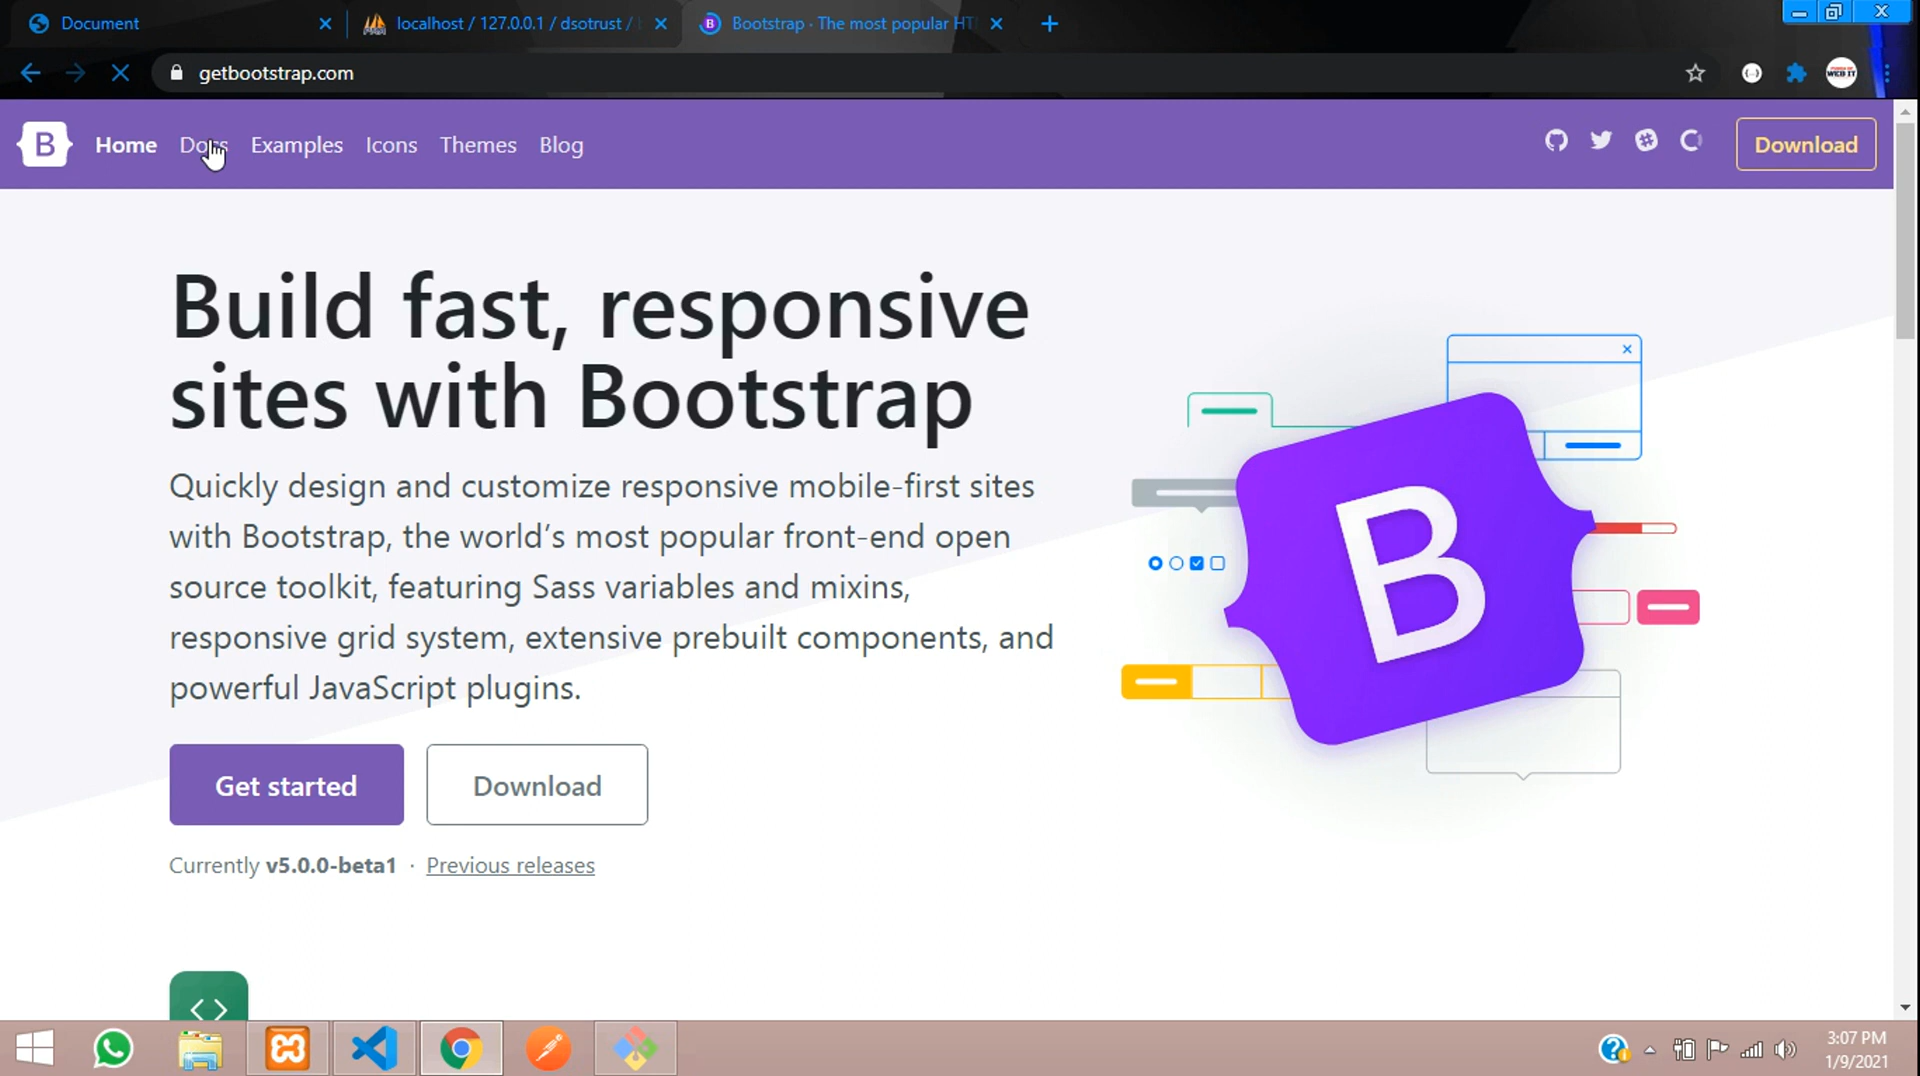 Document
localhost / 127.0.0.1 / dsotrust /
Bootstrap · The most popular HT
getbootstrap.com
WEB IT
B Home Docs Examples Icons Themes Blog
Download
Build fast, responsive
sites with Bootstrap
Quickly design and customize responsive mobile-first sites
with Bootstrap, the world’s most popular front-end open
source toolkit, featuring Sass variables and mixins,
responsive grid system, extensive prebuilt components, and
powerful JavaScript plugins.
B
Get started
Download
Currently v5.0.0-beta1 · Previous releases
3:07 PM
1/9/2021